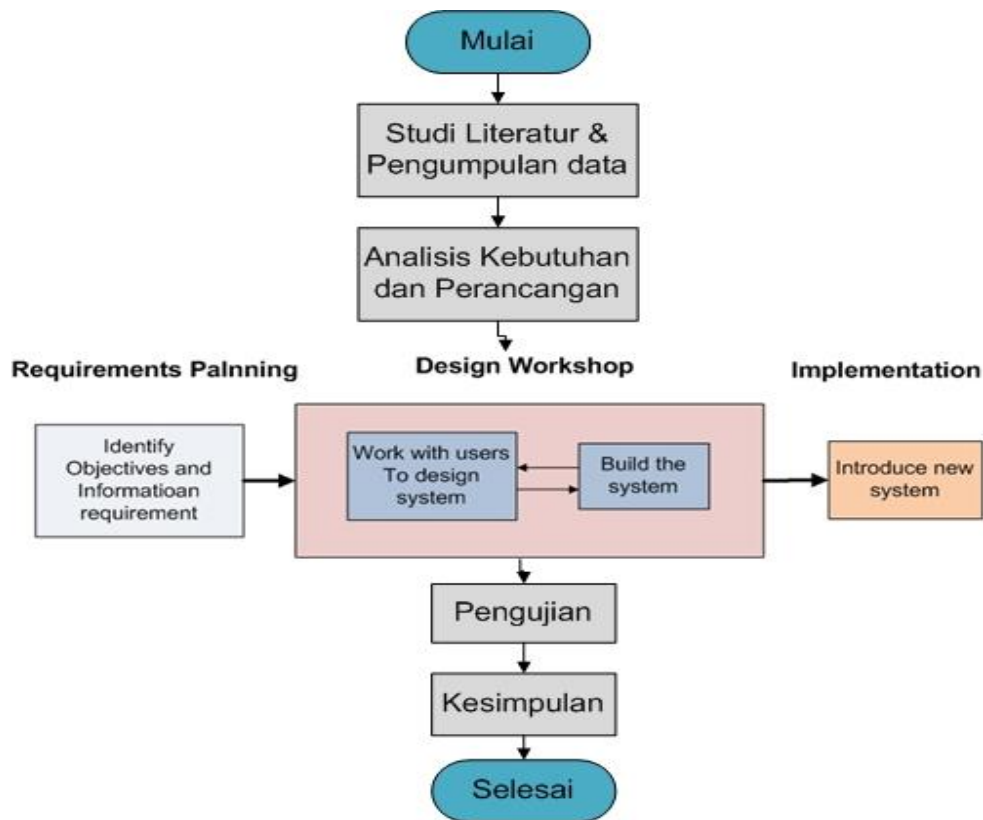 Mulai
Studi Literatur &
Pengumpulan data
Analisis Kebutuhan
dan Perancangan
Requirements Palnning
Design Workshop
Implementation
Identify
Objectives and
Informatioan
requirement
Work with users
To design
system
Build the
system
Introduce new
system
Pengujian
Kesimpulan
Selesai